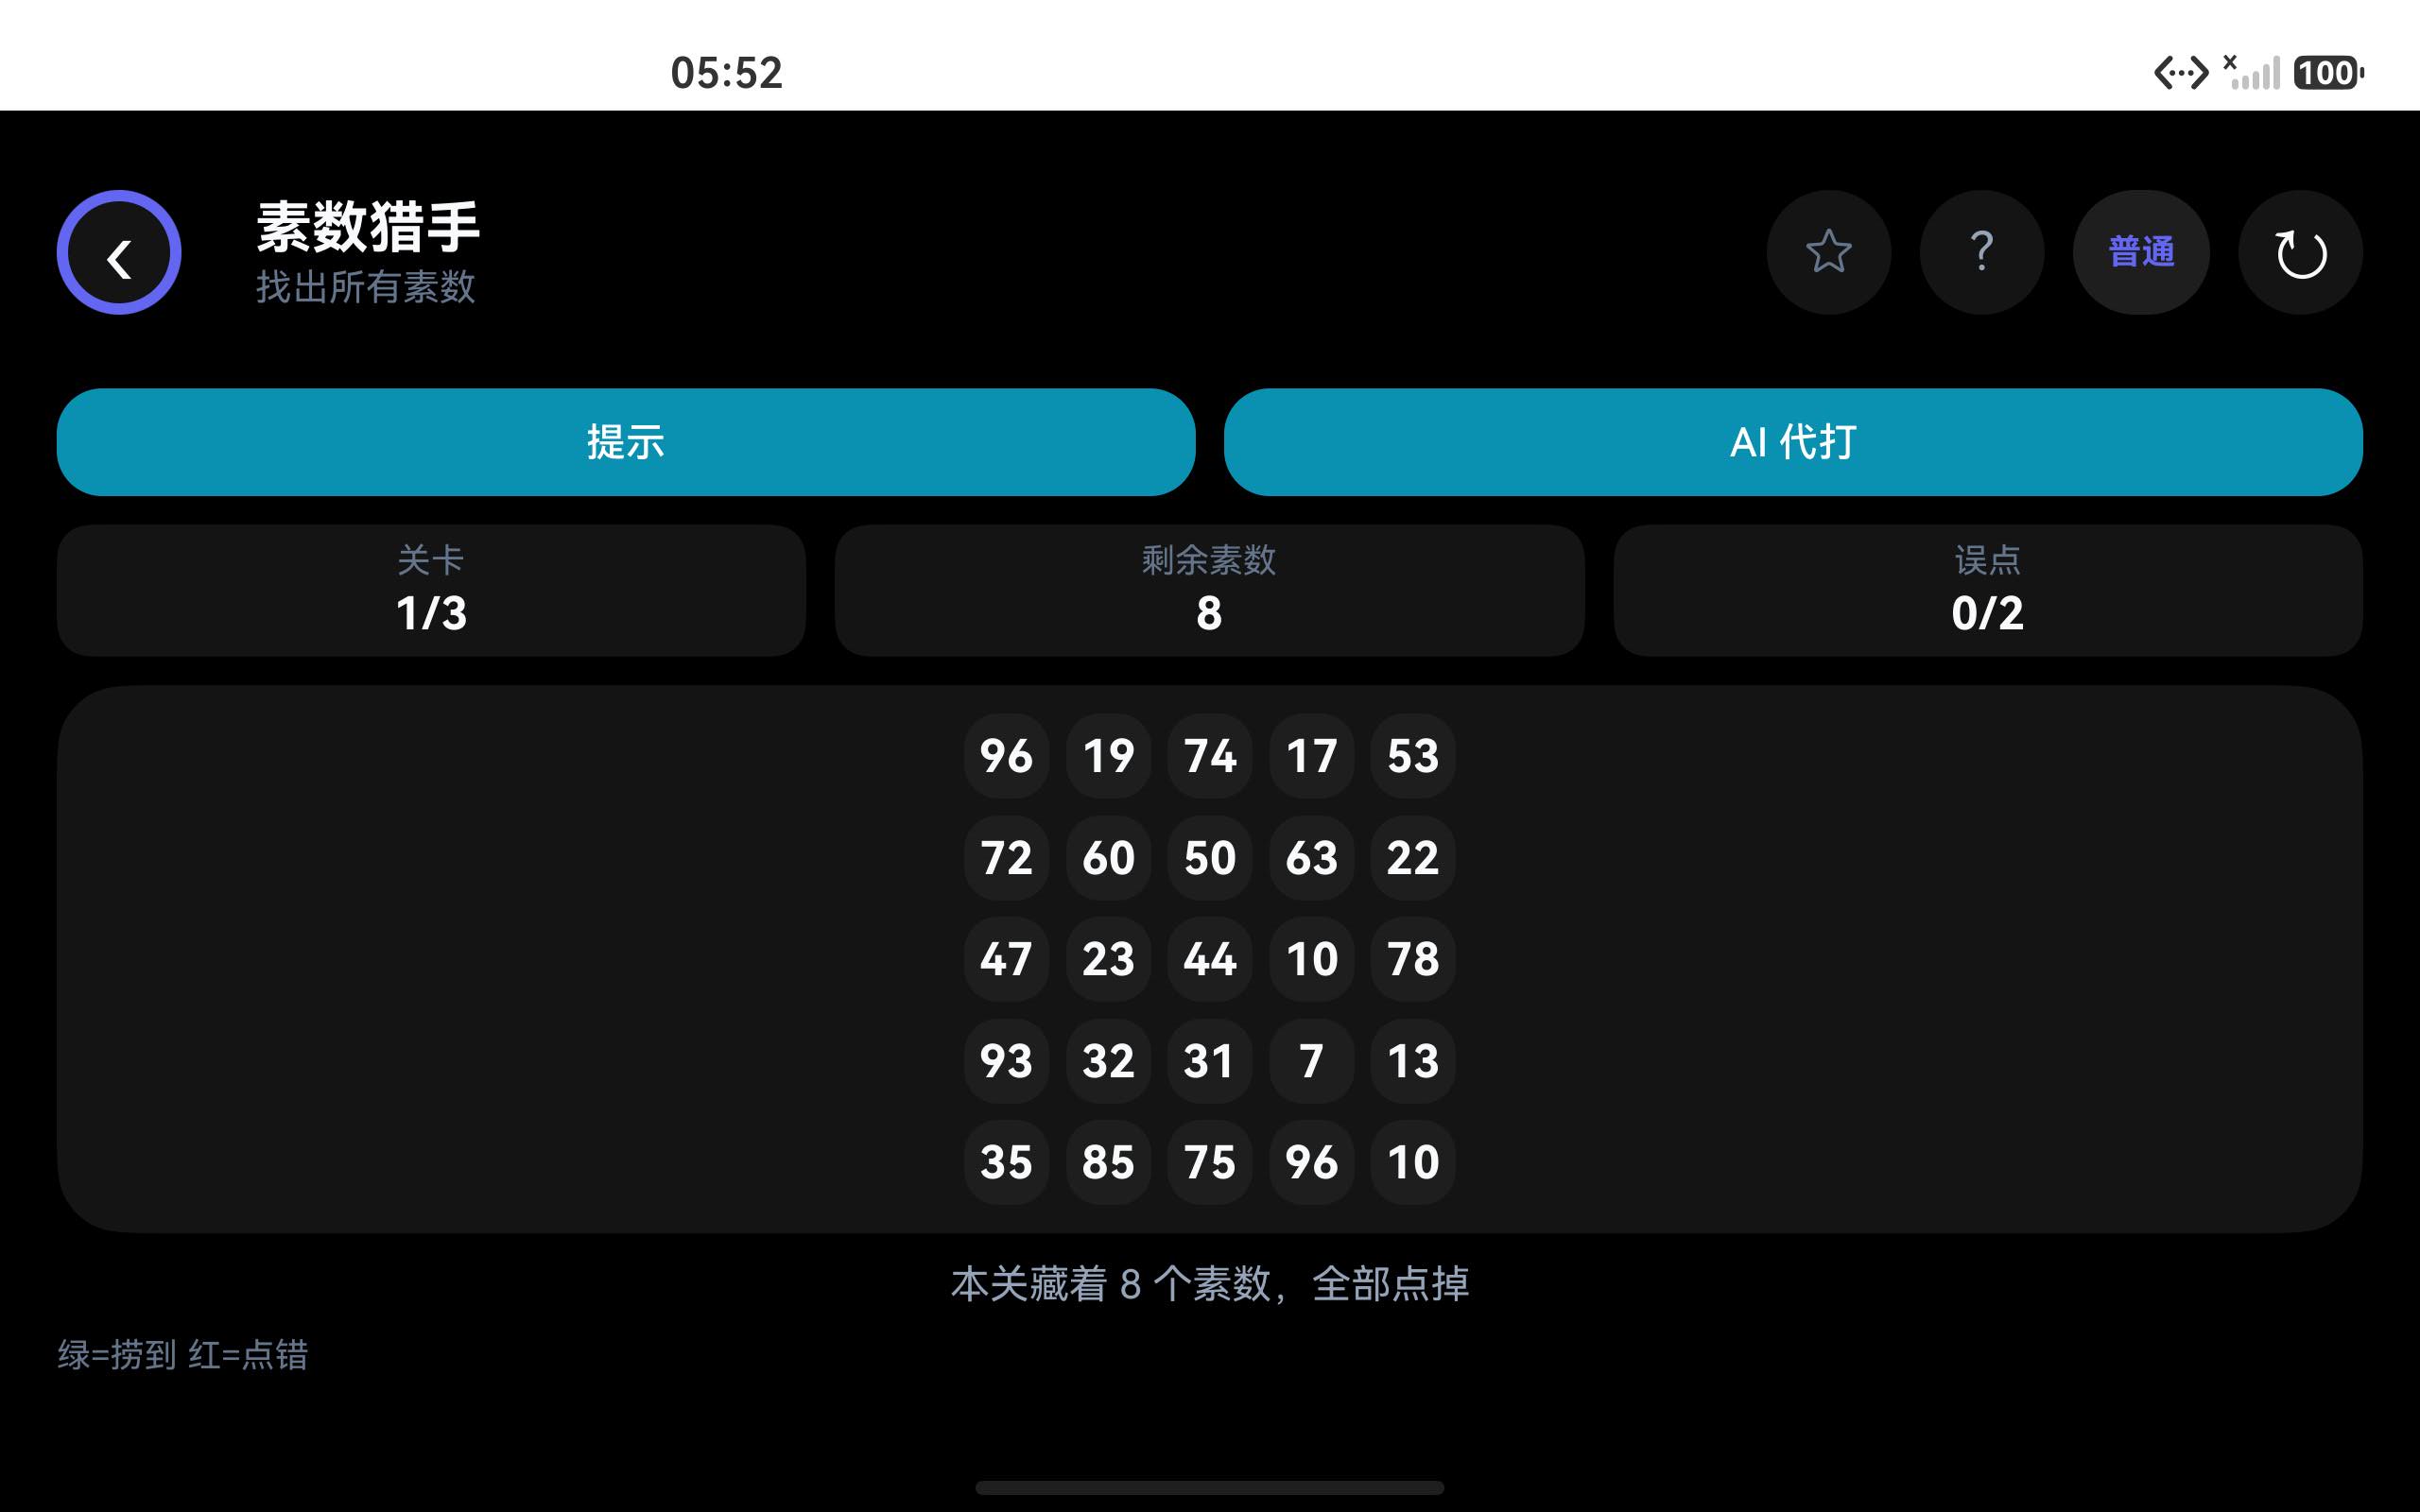 05:52
100
素数猎手
找出所有素数
?
普通
提示
AI 代打
关卡
剩余素数
误点
1/3
8
0/2
96 19 74 17 53
72 60 50 63 22
47 23 44 10 78
93 32 31 7 13
35 85 75 96 10
本关藏着 8 个素数，全部点掉
绿=捞到 红=点错